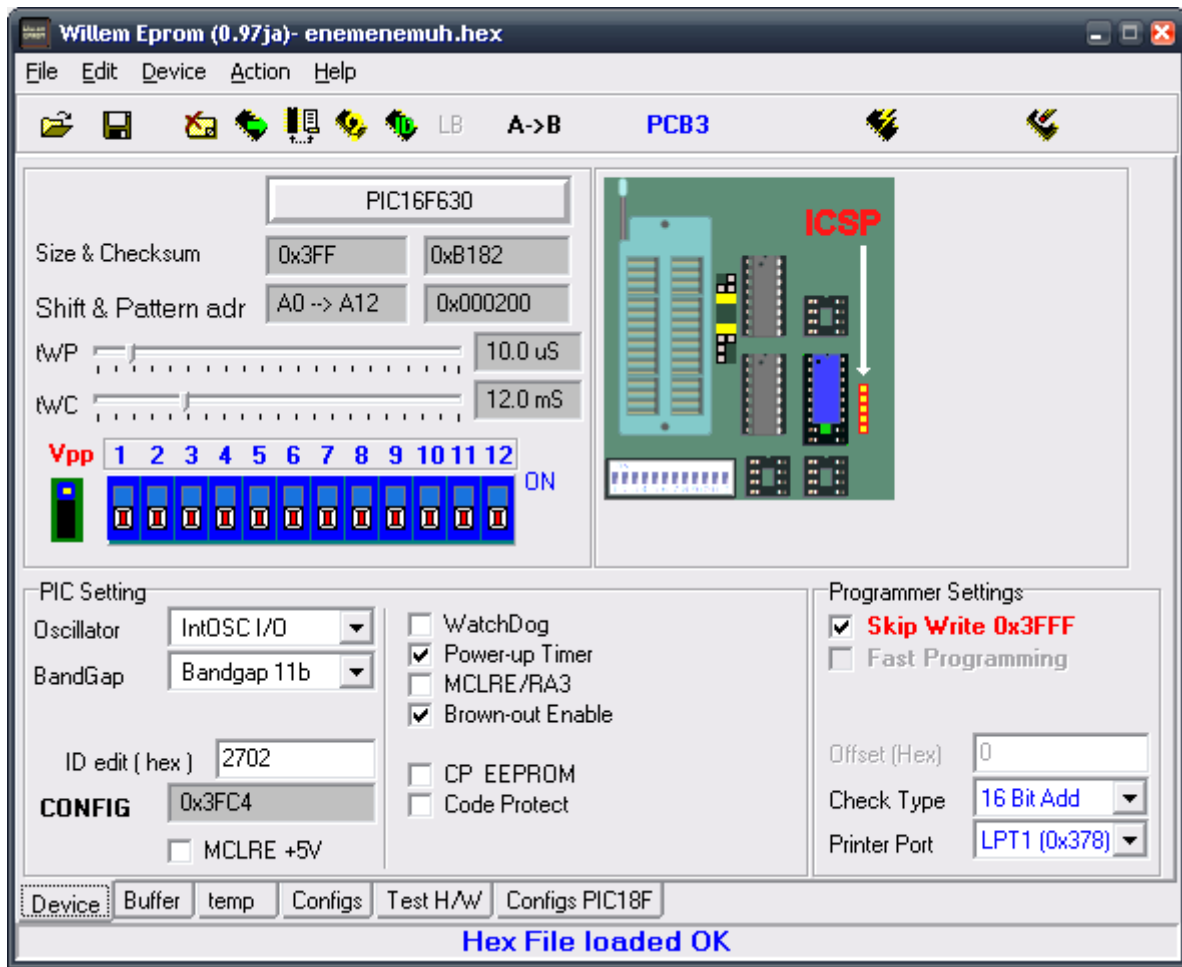 Willem Eprom (0.97ja)- enemenemuh.hex
File Edit Device Action Help
LB A->B PCB3
PIC16F630
Size & Checksum 0x3FF 0xB182
Shift & Pattern adr A0 --> A12 0x000200
tWP 10.0 uS
tWC 12.0 mS
Vpp 1 2 3 4 5 6 7 8 9 10 11 12
ON
ICSP
PIC Setting
Oscillator IntOSC I/O
BandGap Bandgap 11b
ID edit ( hex ) 2702
CONFIG 0x3FC4
MCLRE +5V
WatchDog
Power-up Timer
MCLRE/RA3
Brown-out Enable
CP EEPROM
Code Protect
Programmer Settings
Skip Write 0x3FFF
Fast Programming
Offset (Hex) 0
Check Type 16 Bit Add
Printer Port LPT1 (0x378)
Device Buffer temp Configs Test H/W Configs PIC18F
Hex File loaded OK